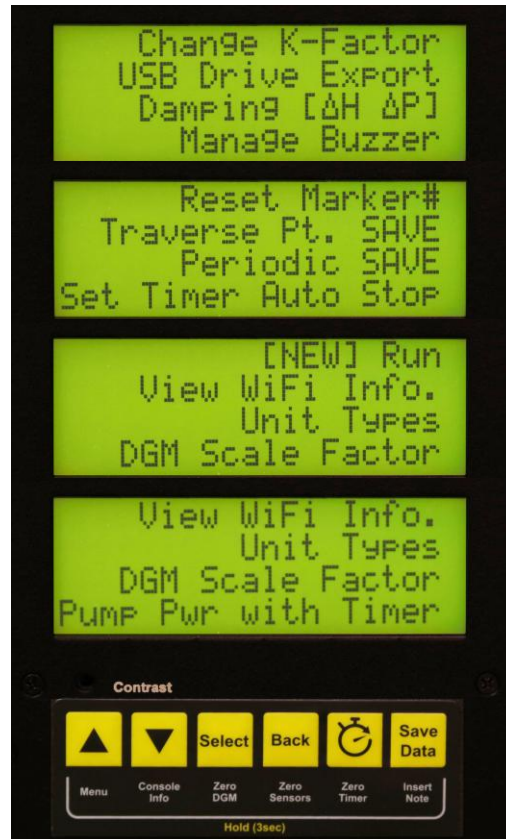 Change K-Factor
USB Drive Export
Damping [ΔH ΔP]
Manage Buzzer
Reset Marker#
Traverse Pt. SAVE
Periodic SAVE
Set Timer Auto Stop
[NEW] Run
View WiFi Info.
Unit Types
DGM Scale Factor
View WiFi Info.
Unit Types
DGM Scale Factor
Pump Pwr with Timer
Contrast
Select Back Save Data
Menu Console Info Zero DGM Zero Sensors Zero Timer Insert Note
Hold (3sec)